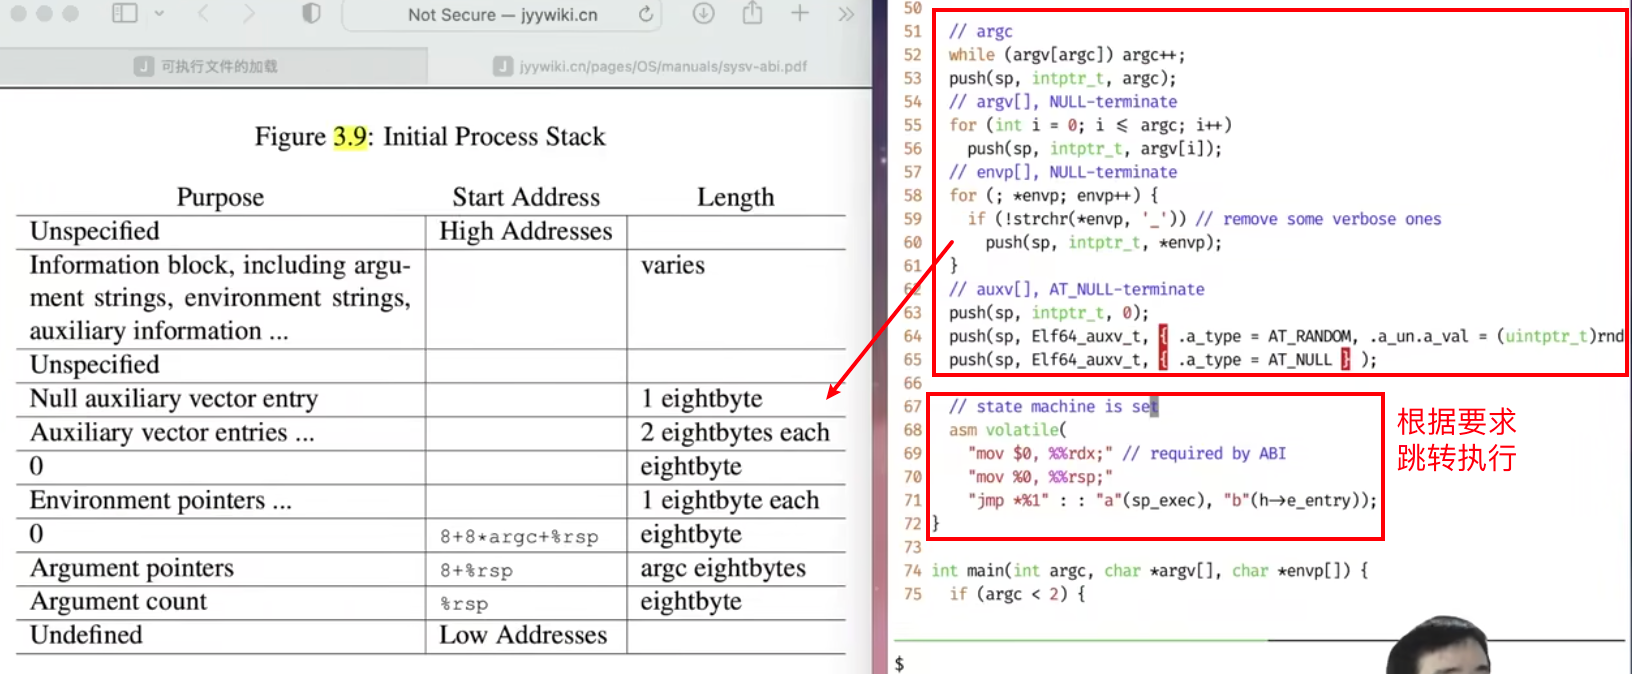 Not Secure — jyywiki.cn
J 可执行文件的加载
J jyywiki.cn/pages/OS/manuals/sysv-abi.pdf
Figure 3.9: Initial Process Stack
Purpose Start Address Length
Unspecified High Addresses
Information block, including argu-
ment strings, environment strings,
auxiliary information ...
varies
Unspecified
Null auxiliary vector entry 1 eightbyte
Auxiliary vector entries ... 2 eightbytes each
0 eightbyte
Environment pointers ... 1 eightbyte each
0 8+8*argc+%rsp eightbyte
Argument pointers 8+%rsp argc eightbytes
Argument count %rsp eightbyte
Undefined Low Addresses
50
51 // argc
52 while (argv[argc]) argc++;
53 push(sp, intptr_t, argc);
54 // argv[], NULL-terminate
55 for (int i = 0; i ≤ argc; i++)
56 push(sp, intptr_t, argv[i]);
57 // envp[], NULL-terminate
58 for (; *envp; envp++) {
59 if (!strchr(*envp, '_')) // remove some verbose ones
60 push(sp, intptr_t, *envp);
61 }
62 // auxv[], AT_NULL-terminate
63 push(sp, intptr_t, 0);
64 push(sp, Elf64_auxv_t, { .a_type = AT_RANDOM, .a_un.a_val = (uintptr_t)rnd
65 push(sp, Elf64_auxv_t, { .a_type = AT_NULL } );
66
67 // state machine is set
68 asm volatile(
69 "mov $0, %%rdx;" // required by ABI
70 "mov %0, %%rsp;"
71 "jmp *%1" : : "a"(sp_exec), "b"(h→e_entry));
72 }
73
74 int main(int argc, char *argv[], char *envp[]) {
75 if (argc < 2) {
$
根据要求
跳转执行